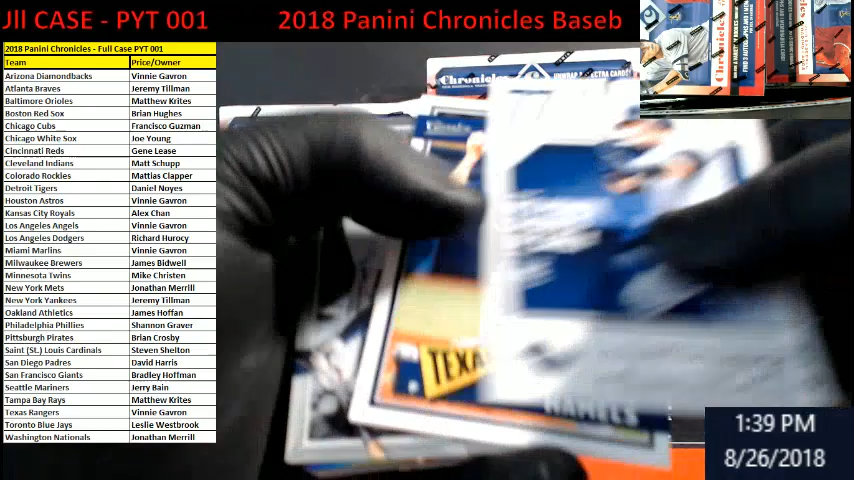 Jll CASE - PYT 001
2018 Panini Chronicles Baseb
2018 Panini Chronicles - Full Case PYT 001
Team Price/Owner
Arizona Diamondbacks Vinnie Gavron
Atlanta Braves Jeremy Tillman
Baltimore Orioles Matthew Krites
Boston Red Sox Brian Hughes
Chicago Cubs Francisco Guzman
Chicago White Sox Joe Young
Cincinnati Reds Gene Lease
Cleveland Indians Matt Schupp
Colorado Rockies Mattias Clapper
Detroit Tigers Daniel Noyes
Houston Astros Vinnie Gavron
Kansas City Royals Alex Chan
Los Angeles Angels Vinnie Gavron
Los Angeles Dodgers Richard Hurocy
Miami Marlins Vinnie Gavron
Milwaukee Brewers James Bidwell
Minnesota Twins Mike Christen
New York Mets Jonathan Merrill
New York Yankees Jeremy Tillman
Oakland Athletics James Hoffan
Philadelphia Phillies Shannon Graver
Pittsburgh Pirates Brian Crosby
Saint (St.) Louis Cardinals Steven Shelton
San Diego Padres David Harris
San Francisco Giants Bradley Hoffman
Seattle Mariners Jerry Bain
Tampa Bay Rays Matthew Krites
Texas Rangers Vinnie Gavron
Toronto Blue Jays Leslie Westbrook
Washington Nationals Jonathan Merrill
Chronicles
TEXA
HAMELS
1:39 PM
8/26/2018